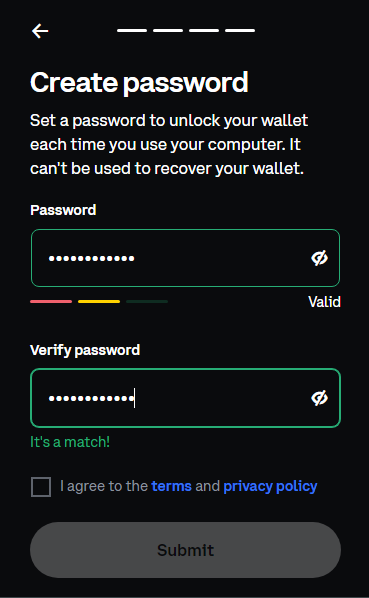 Create password
Set a password to unlock your wallet
each time you use your computer. It
can't be used to recover your wallet.
Password
••••••••••••
Valid
Verify password
••••••••••••
It's a match!
I agree to the terms and privacy policy
Submit